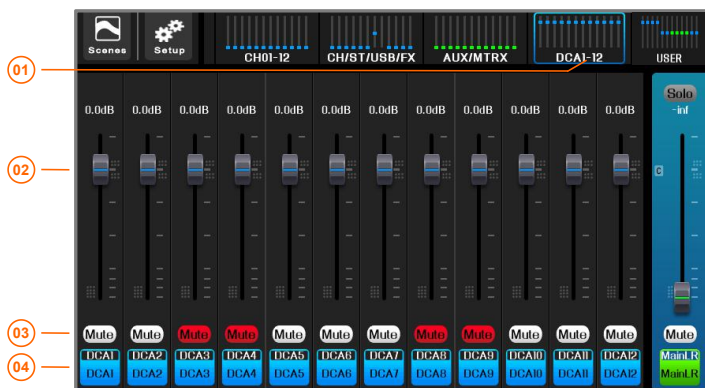 Scenes Setup CH01-12 CH/ST/USB/FX AUX/MTRX DCA1-12 USER
01
Solo
0.0dB 0.0dB 0.0dB 0.0dB 0.0dB 0.0dB 0.0dB 0.0dB 0.0dB 0.0dB 0.0dB 0.0dB -inf
02
C
03
Mute Mute Mute Mute Mute Mute Mute Mute Mute Mute Mute Mute Mute
DCA1 DCA2 DCA3 DCA4 DCA5 DCA6 DCA7 DCA8 DCA9 DCA10 DCA11 DCA12 MainLR
04
DCA1 DCA2 DCA3 DCA4 DCA5 DCA6 DCA7 DCA8 DCA9 DCA10 DCA11 DCA12 MainLR